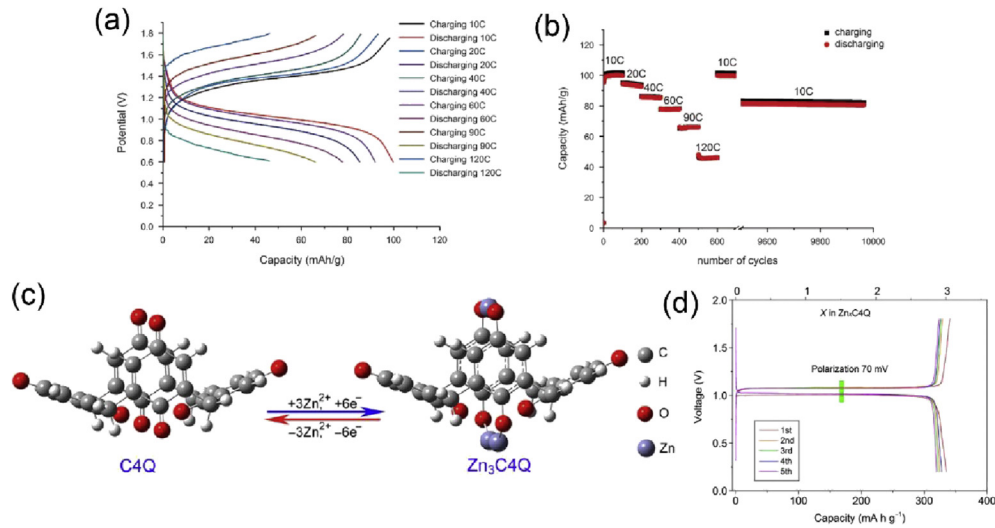 (a)
1.8
1.6
1.4
1.2
1.0
0.8
0.6
0.4
0.2
0.0
Potential (V)
0 20 40 60 80 100 120
Capacity (mAh/g)
Charging 10C
Discharging 10C
Charging 20C
Discharging 20C
Charging 40C
Discharging 40C
Charging 60C
Discharging 60C
Charging 90C
Discharging 90C
Charging 120C
Discharging 120C
(b)
charging
discharging
120
100
80
60
40
20
0
Capacity (mAh/g)
10C
20C
40C
60C
90C
120C
10C
10C
0 200 400 600 9600 9800 10000
number of cycles
(c)
C4Q
+3Zn²⁺ +6e⁻
−3Zn²⁺ −6e⁻
Zn₃C4Q
C
H
O
Zn
(d)
0 1 2 3
X in ZnₓC4Q
Polarization 70 mV
2.0
1.5
1.0
0.5
0.0
Voltage (V)
1st
2nd
3rd
4th
5th
0 100 200 300 400
Capacity (mA h g⁻¹)